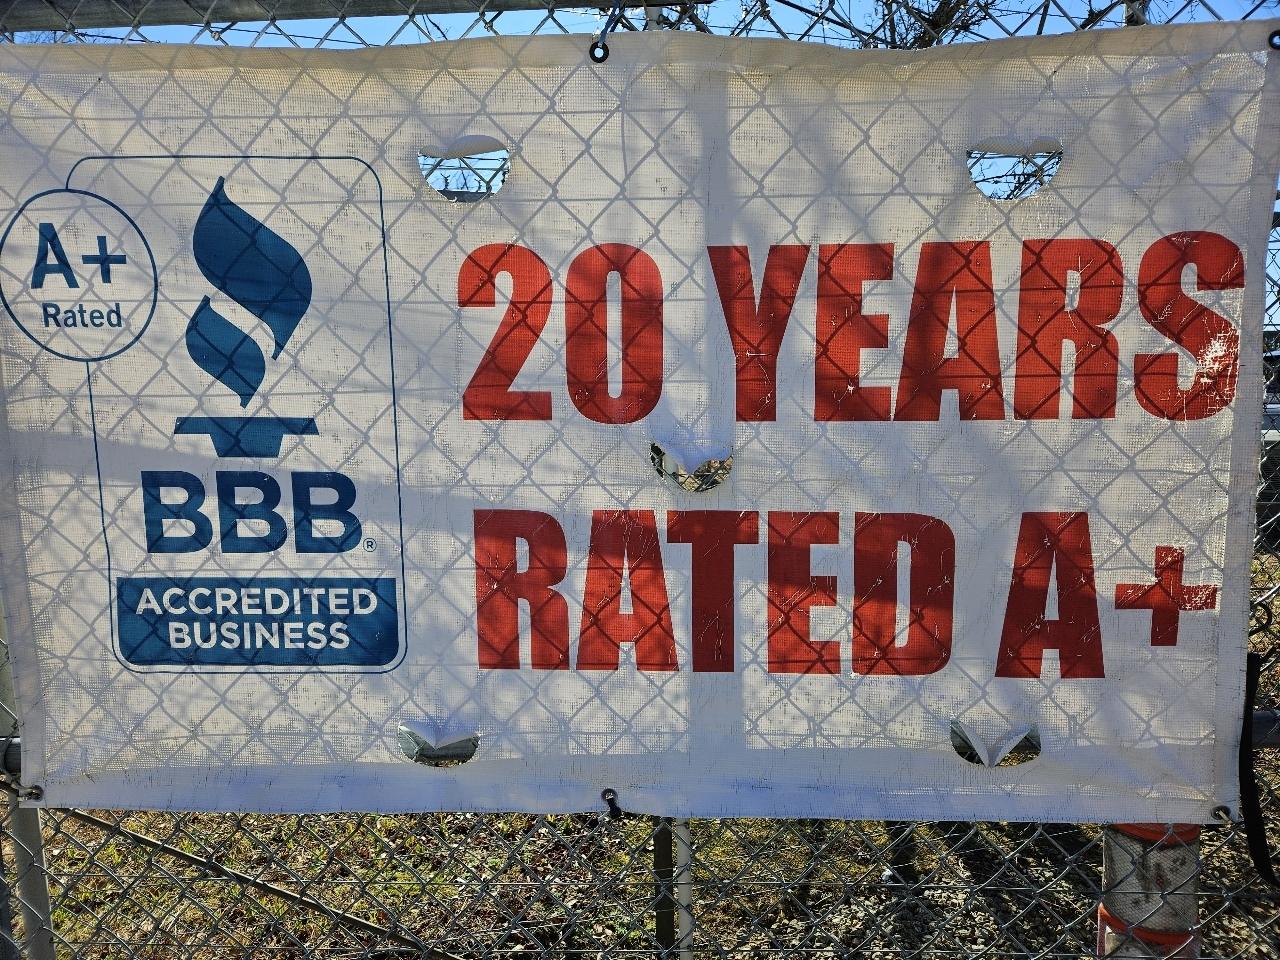 A+
Rated
BBB®
ACCREDITED
BUSINESS
20 YEARS
RATED A+